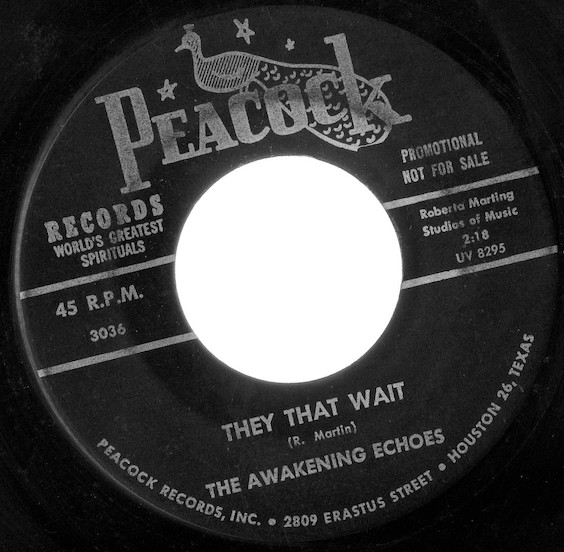 PEACOCK
RECORDS
WORLD'S GREATEST
SPIRITUALS
PROMOTIONAL
NOT FOR SALE
Roberta Marting
Studios of Music
2:18
UV 8295
45 R.P.M.
3036
THEY THAT WAIT
(R. Martin)
THE AWAKENING ECHOES
PEACOCK RECORDS, INC. • 2809 ERASTUS STREET • HOUSTON 26, TEXAS